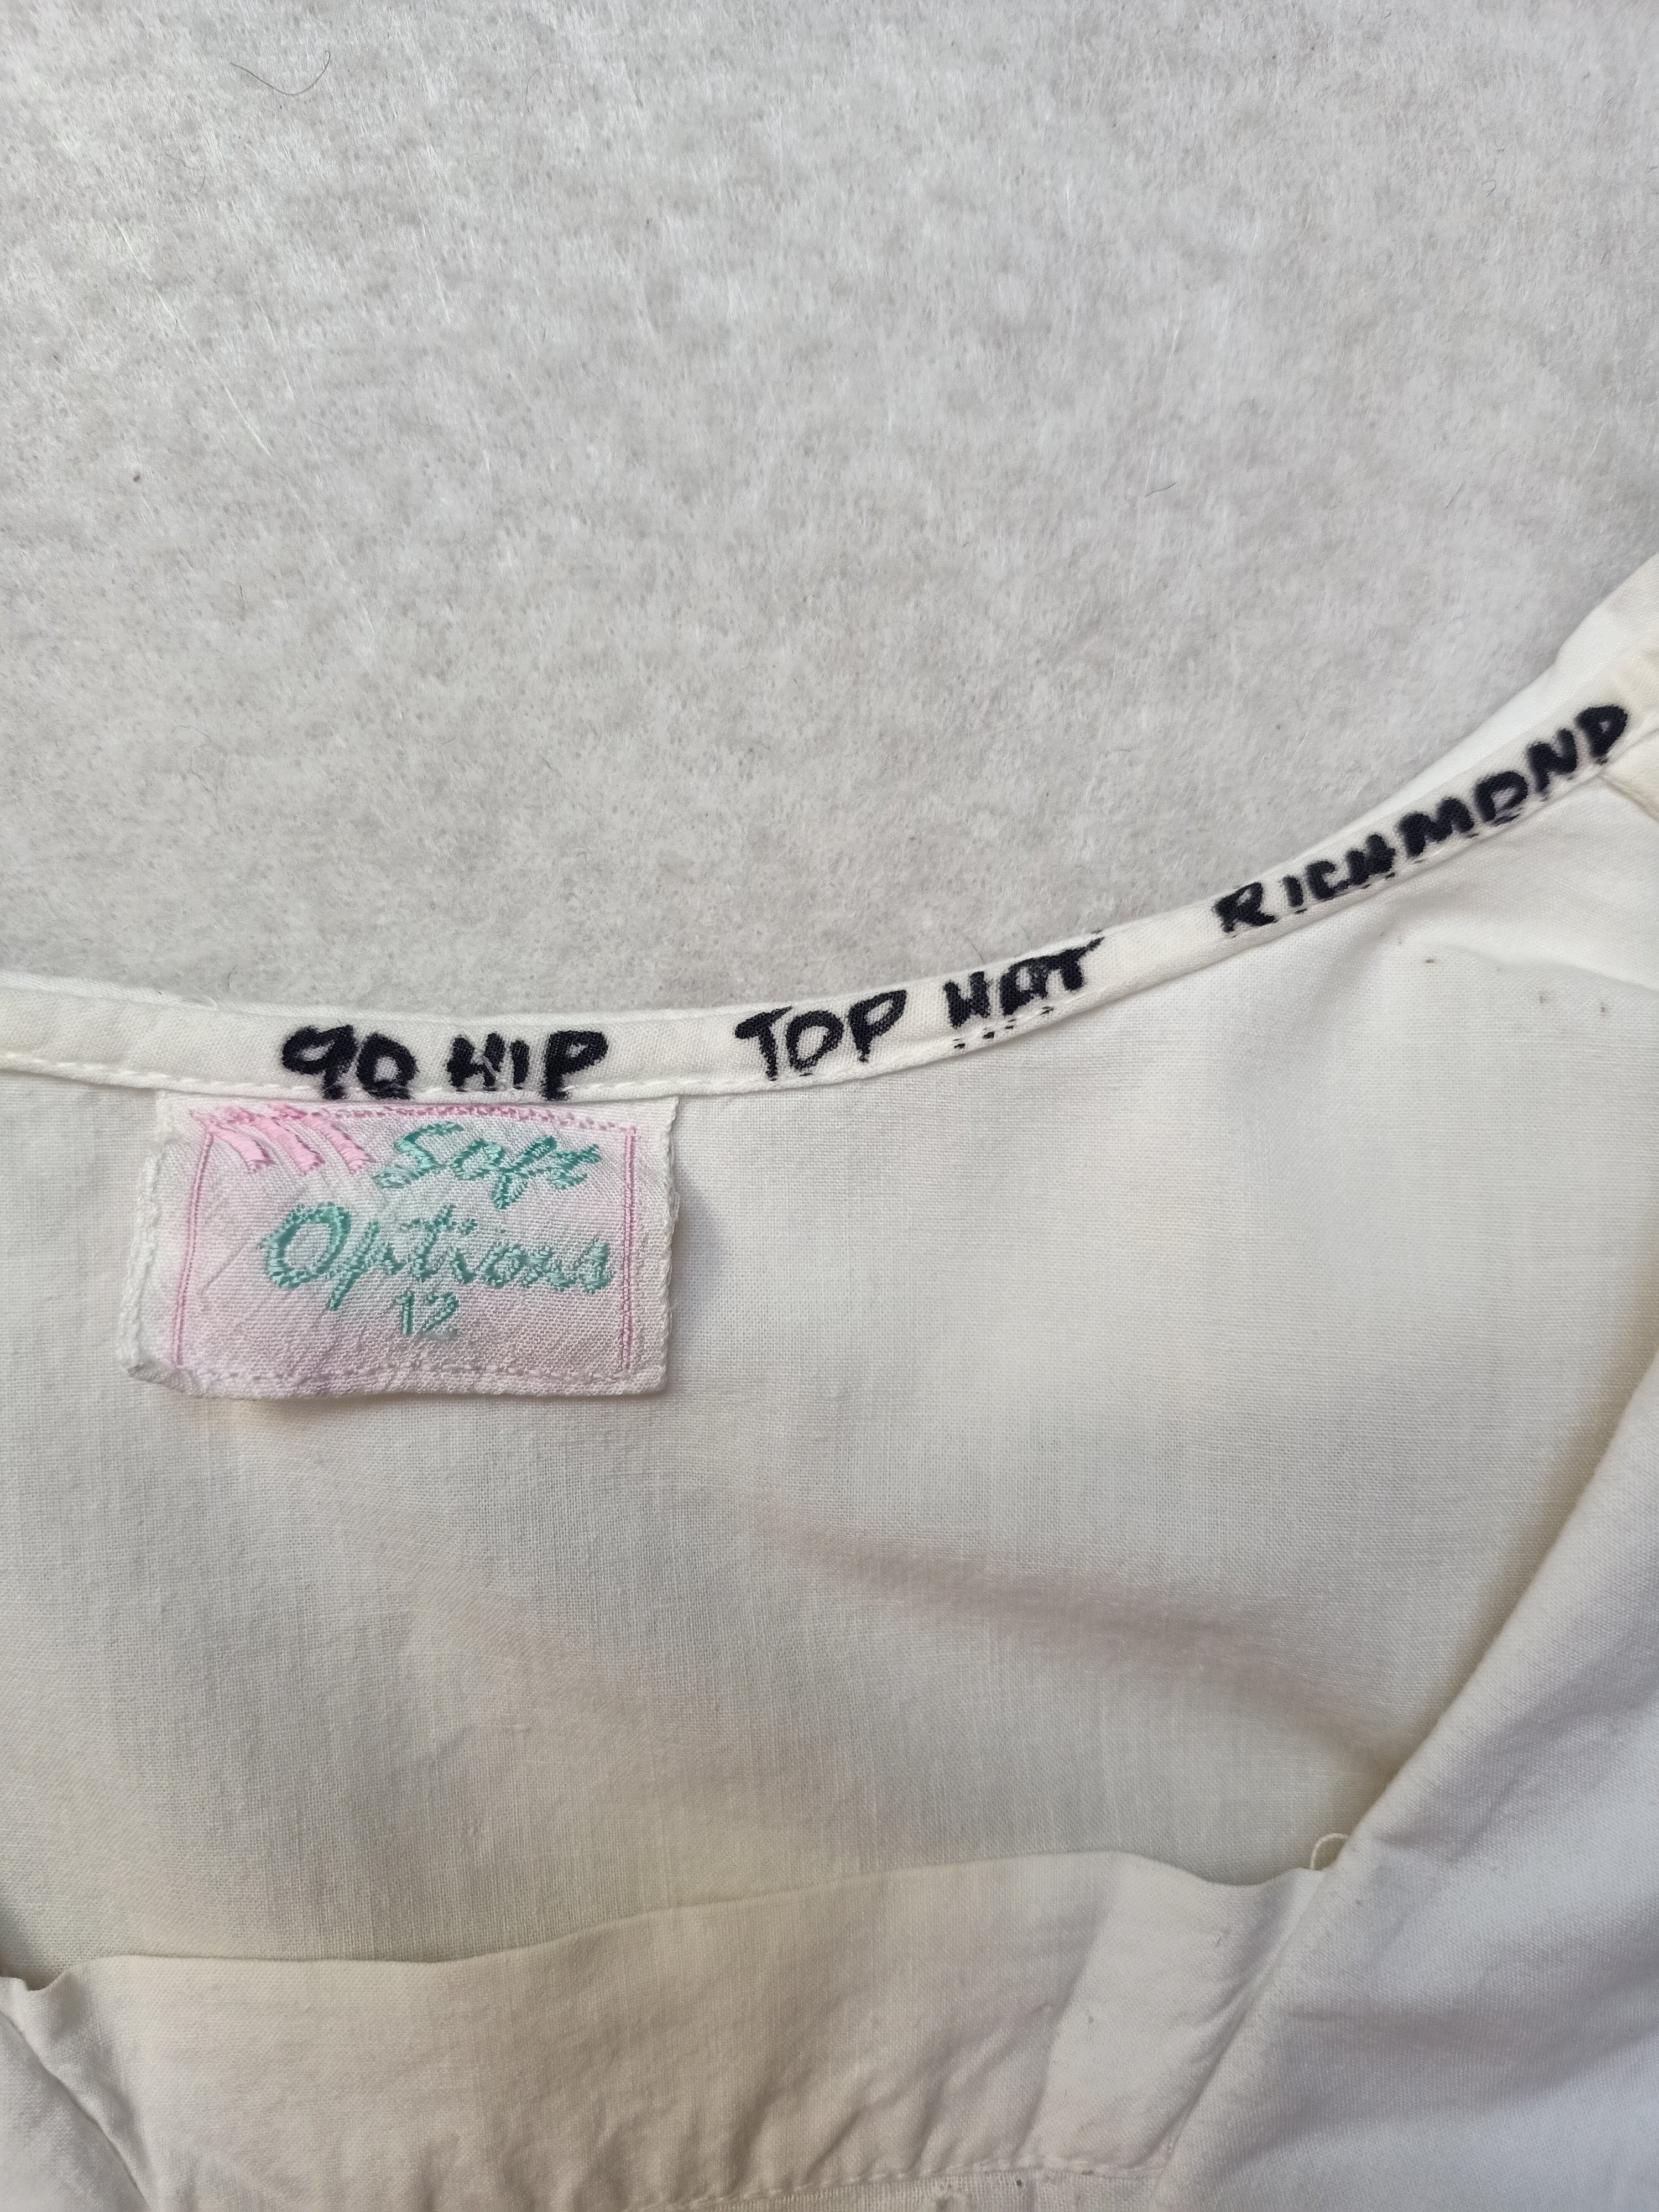 90 HIP TOP HAT RICHMOND
Soft
Options
12